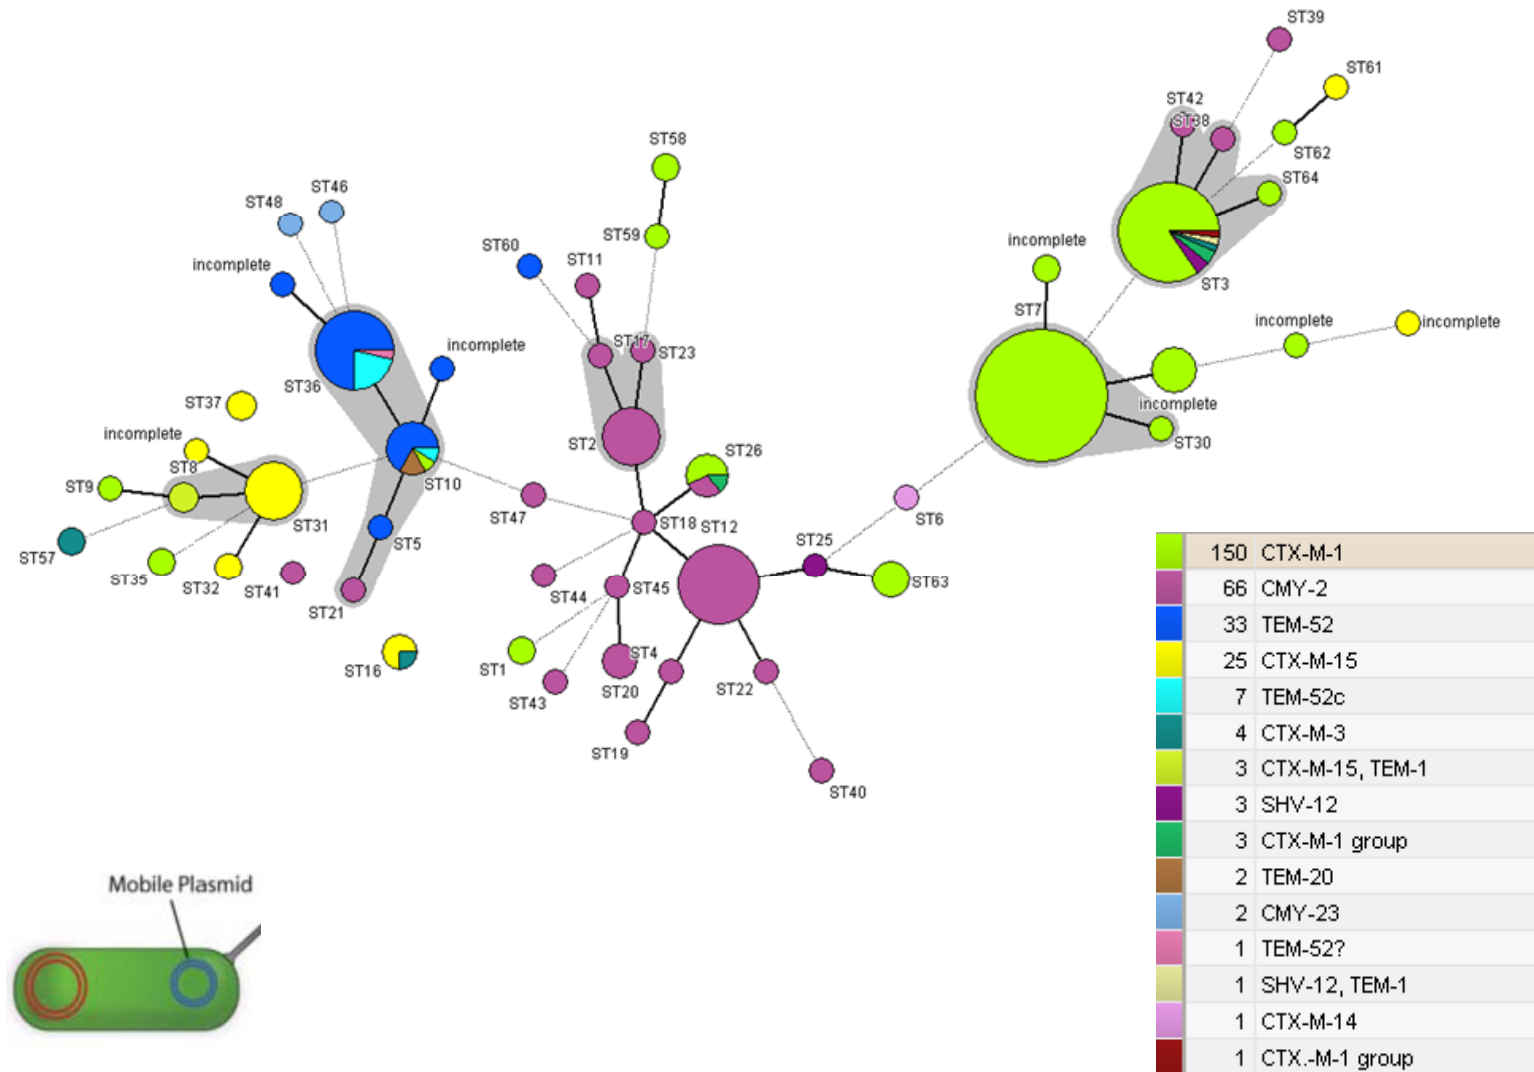 ST39
ST61
ST42
ST38
ST62
ST64
ST3
incomplete
ST7
incomplete
incomplete
incomplete
ST30
ST58
ST59
ST60
ST11
ST17
ST23
ST2
ST26
ST46
ST48
incomplete
incomplete
ST36
ST37
incomplete
ST8
ST9
ST10
ST31
ST57
ST35
ST32
ST41
ST5
ST21
ST16
ST47
ST18
ST12
ST25
ST6
ST63
ST44
ST45
ST1
ST43
ST4
ST20
ST22
ST19
ST40
150 CTX-M-1
66 CMY-2
33 TEM-52
25 CTX-M-15
7 TEM-52c
4 CTX-M-3
3 CTX-M-15, TEM-1
3 SHV-12
3 CTX-M-1 group
2 TEM-20
2 CMY-23
1 TEM-52?
1 SHV-12, TEM-1
1 CTX-M-14
1 CTX.-M-1 group
Mobile Plasmid